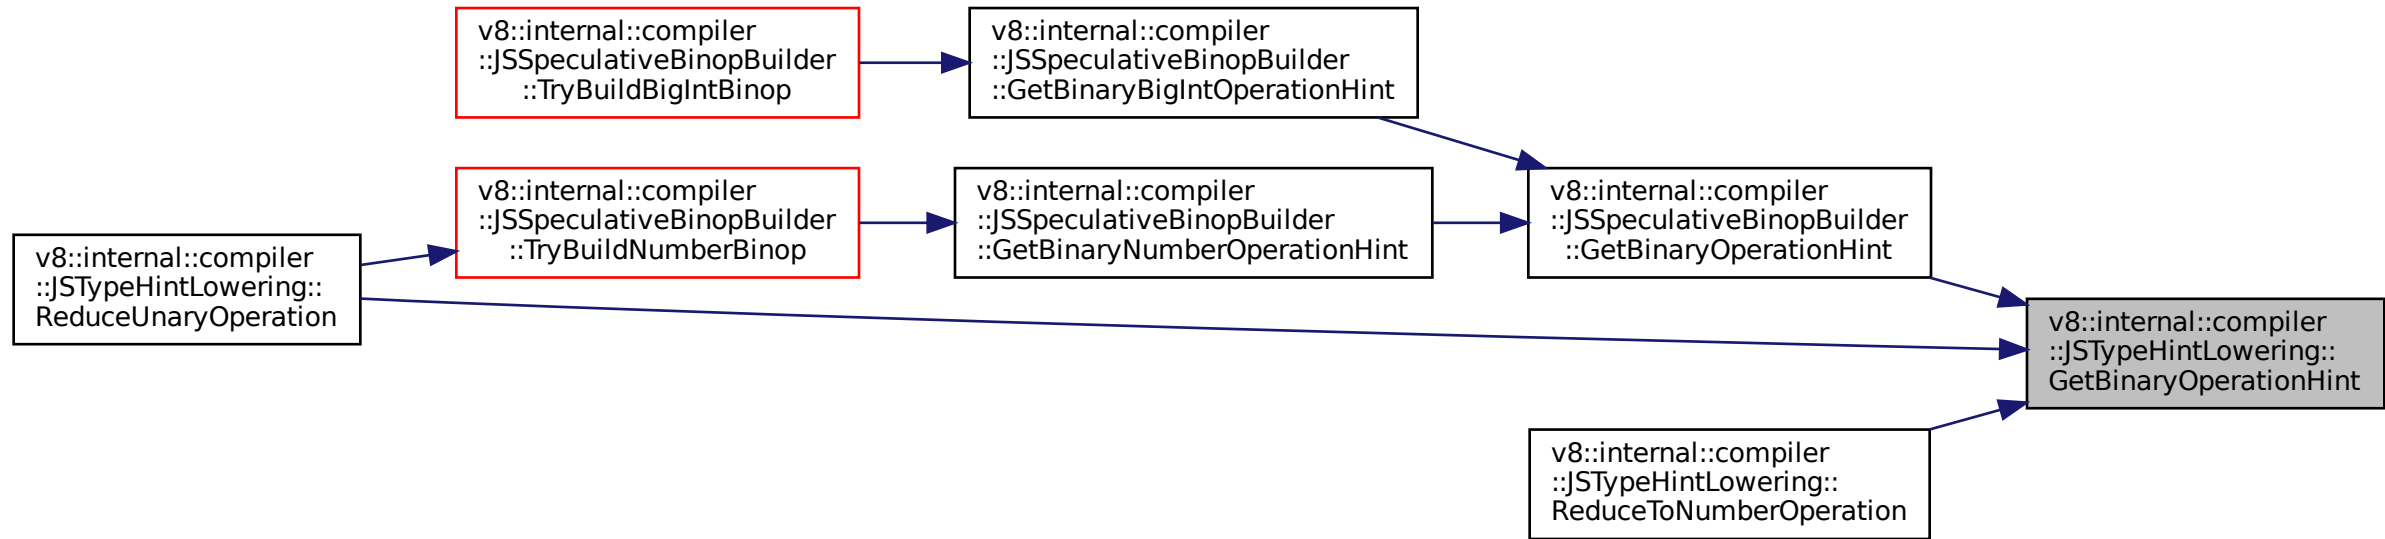 v8::internal::compiler
::JSSpeculativeBinopBuilder
::TryBuildBigIntBinop
v8::internal::compiler
::JSSpeculativeBinopBuilder
::GetBinaryBigIntOperationHint
v8::internal::compiler
::JSTypeHintLowering::
ReduceUnaryOperation
v8::internal::compiler
::JSSpeculativeBinopBuilder
::TryBuildNumberBinop
v8::internal::compiler
::JSSpeculativeBinopBuilder
::GetBinaryNumberOperationHint
v8::internal::compiler
::JSSpeculativeBinopBuilder
::GetBinaryOperationHint
v8::internal::compiler
::JSTypeHintLowering::
GetBinaryOperationHint
v8::internal::compiler
::JSTypeHintLowering::
ReduceToNumberOperation